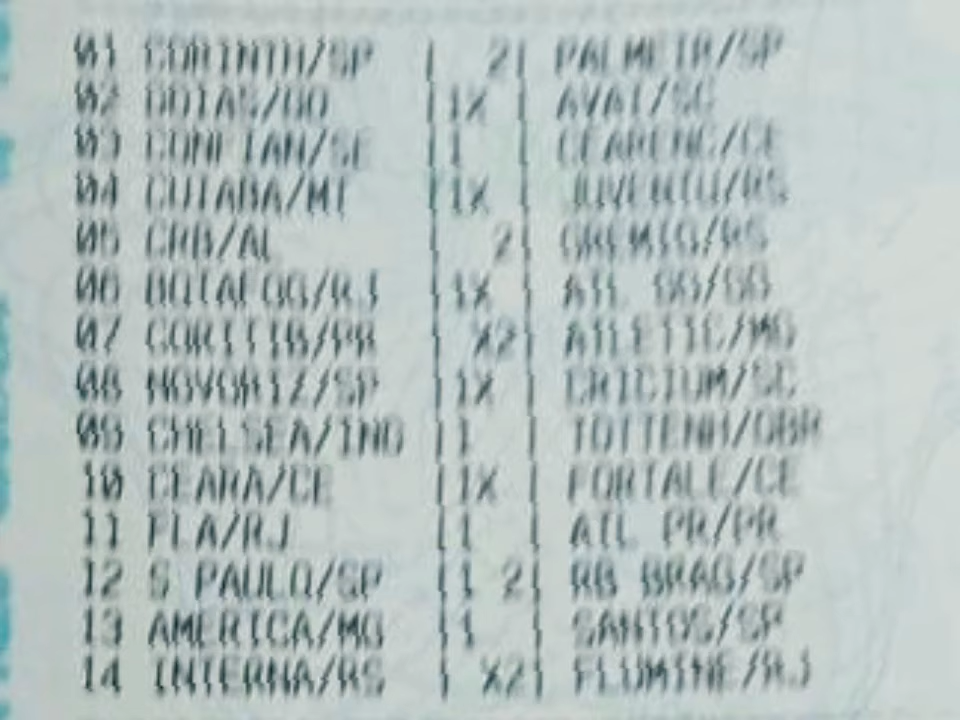 01 CORINTH/SP | 2| PALMEIR/SP
02 GOIAS/GO |1X | AVAI/SC
03 CONFIAN/SE |1 | CEARENC/CE
04 CUIABA/MT |1X | JUVENTU/RS
05 CRB/AL | 2| GREMIO/RS
06 BOTAFOG/RJ |1X | ATL GO/GO
07 CORITIB/PR | X2| ATLETIC/MG
08 NOVORIZ/SP |1X | CRICIUM/SC
09 CHELSEA/ING |1 | TOTTENH/GBR
10 CEARA/CE |1X | FORTALE/CE
11 FLA/RJ |1 | ATL PR/PR
12 S PAULO/SP |1 2| RB BRAG/SP
13 AMERICA/MG |1 | SANTOS/SP
14 INTERNA/RS | X2| FLUMINE/RJ